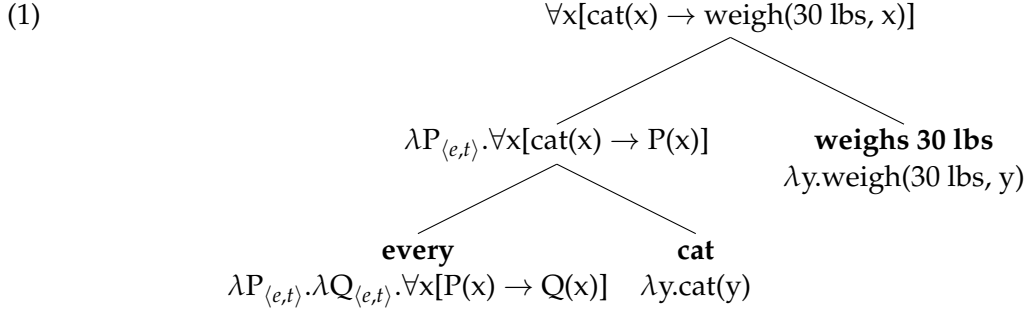 (1)
∀x[cat(x) → weigh(30 lbs, x)]
λP⟨e,t⟩.∀x[cat(x) → P(x)]
weighs 30 lbs
λy.weigh(30 lbs, y)
every
λP⟨e,t⟩.λQ⟨e,t⟩.∀x[P(x) → Q(x)]
cat
λy.cat(y)